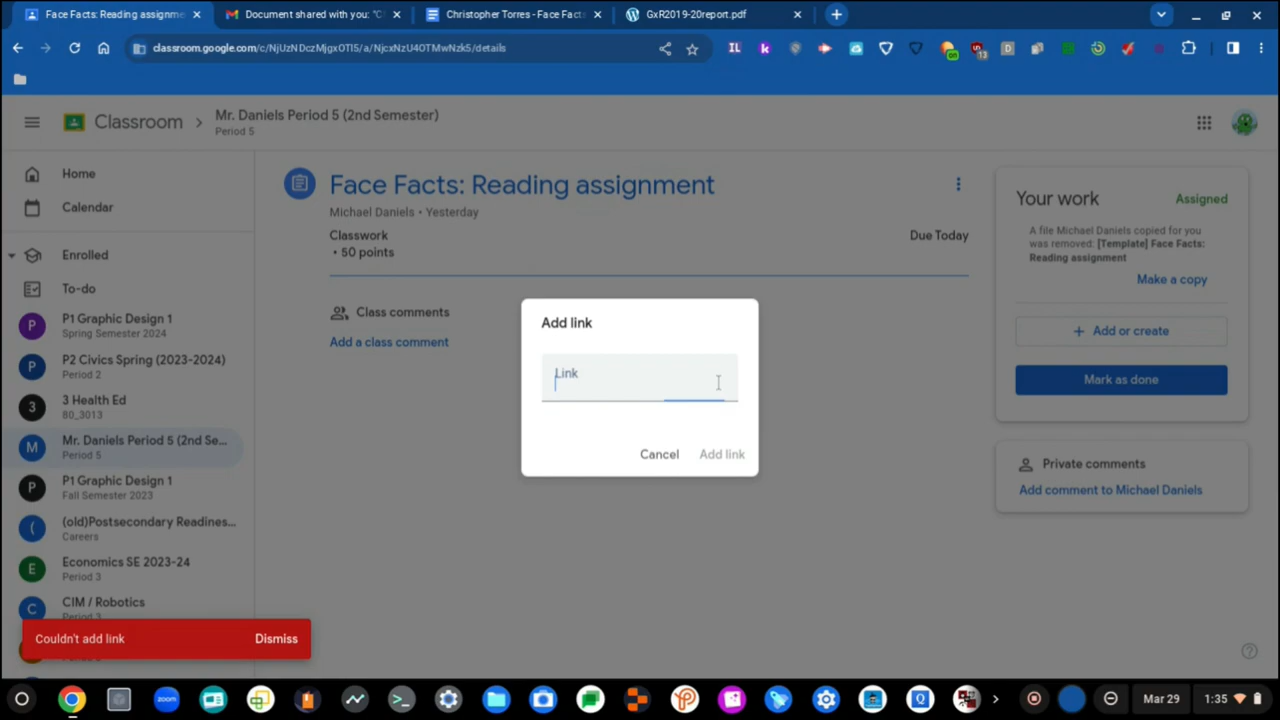 Face Facts: Reading assignme
Document shared with you: "C
Christopher Torres - Face Facts
GxR2019-20report.pdf
classroom.google.com/c/NjUzNDczMjgxOTI5/a/NjcxNzU4OTMwNzk5/details
Classroom
Mr. Daniels Period 5 (2nd Semester)
Period 5
Home
Calendar
Enrolled
To-do
P
P1 Graphic Design 1
Spring Semester 2024
P
P2 Civics Spring (2023-2024)
Period 2
3
3 Health Ed
80_3013
M
Mr. Daniels Period 5 (2nd Se...
Period 5
P
P1 Graphic Design 1
Fall Semester 2023
(
(old)Postsecondary Readines...
Careers
E
Economics SE 2023-24
Period 3
C
CIM / Robotics
Period 3
Couldn't add link
Dismiss
Face Facts: Reading assignment
Michael Daniels • Yesterday
Classwork
• 50 points
Due Today
Class comments
Add a class comment
Add link
Link
Cancel
Add link
Your work
Assigned
A file Michael Daniels copied for you
was removed: [Template] Face Facts:
Reading assignment
Make a copy
+ Add or create
Mark as done
Private comments
Add comment to Michael Daniels
zoom
Mar 29
1:35